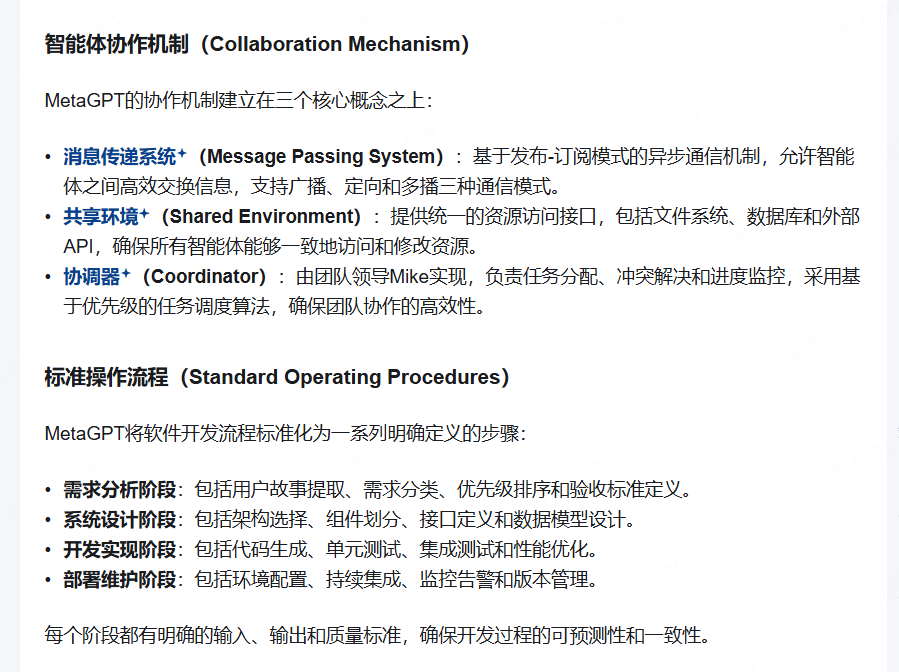 智能体协作机制（Collaboration Mechanism）
MetaGPT的协作机制建立在三个核心概念之上：
• 消息传递系统（Message Passing System）：基于发布-订阅模式的异步通信机制，允许智能
体之间高效交换信息，支持广播、定向和多播三种通信模式。
• 共享环境（Shared Environment）：提供统一的资源访问接口，包括文件系统、数据库和外部
API，确保所有智能体能够一致地访问和修改资源。
• 协调器（Coordinator）：由团队领导Mike实现，负责任务分配、冲突解决和进度监控，采用基
于优先级的任务调度算法，确保团队协作的高效性。
标准操作流程（Standard Operating Procedures）
MetaGPT将软件开发流程标准化为一系列明确定义的步骤：
• 需求分析阶段：包括用户故事提取、需求分类、优先级排序和验收标准定义。
• 系统设计阶段：包括架构选择、组件划分、接口定义和数据模型设计。
• 开发实现阶段：包括代码生成、单元测试、集成测试和性能优化。
• 部署维护阶段：包括环境配置、持续集成、监控告警和版本管理。
每个阶段都有明确的输入、输出和质量标准，确保开发过程的可预测性和一致性。